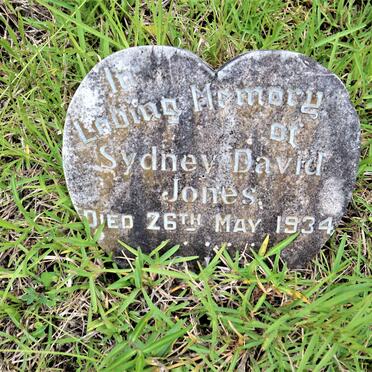 In
Loving Memory
of
Sydney David
Jones,
DIED 26TH MAY 1934